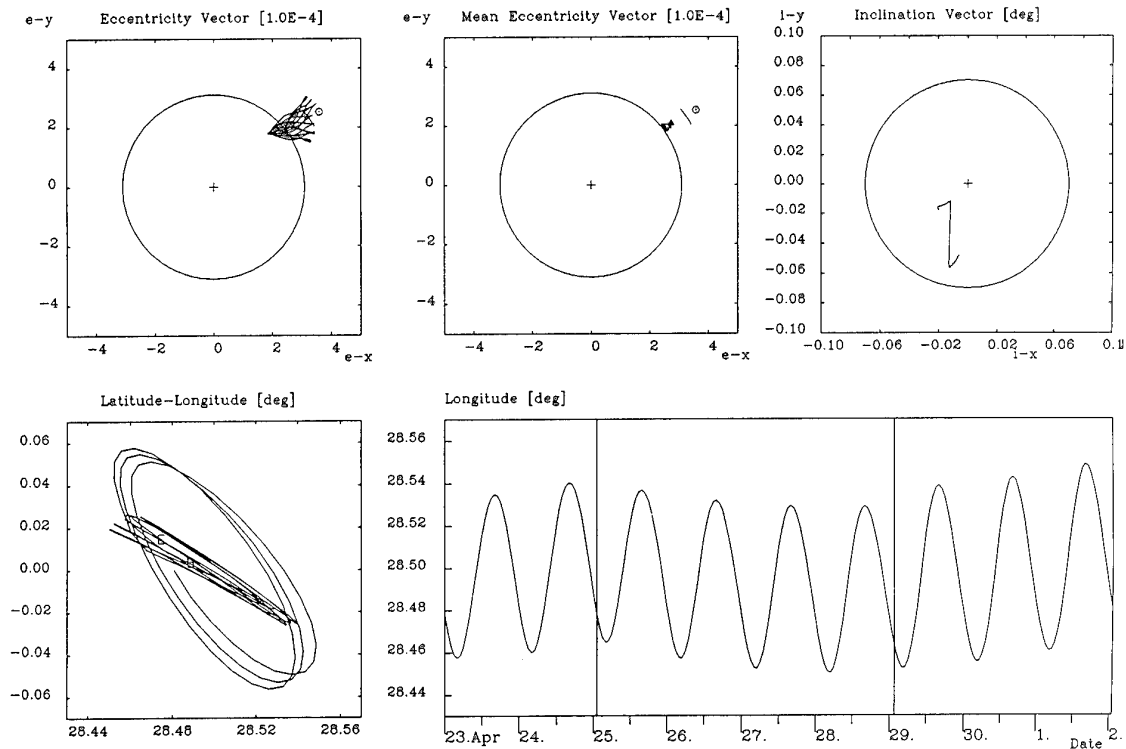 e-y Eccentricity Vector [1.0E-4]
4
2
0
-2
-4
-4 -2 0 2 4
e-x
e-y Mean Eccentricity Vector [1.0E-4]
4
2
0
-2
-4
-4 -2 0 2 4
e-x
i-y Inclination Vector [deg]
0.10
0.08
0.06
0.04
0.02
0.00
-0.02
-0.04
-0.06
-0.08
-0.10
-0.10 -0.06 -0.02 0.02 0.06
i-x
Latitude-Longitude [deg]
0.06
0.04
0.02
0.00
-0.02
-0.04
-0.06
28.44 28.48 28.52 28.56
Longitude [deg]
28.56
28.54
28.52
28.50
28.48
28.46
28.44
23.Apr 24. 25. 26. 27. 28. 29. 30. 1. 2.
Date